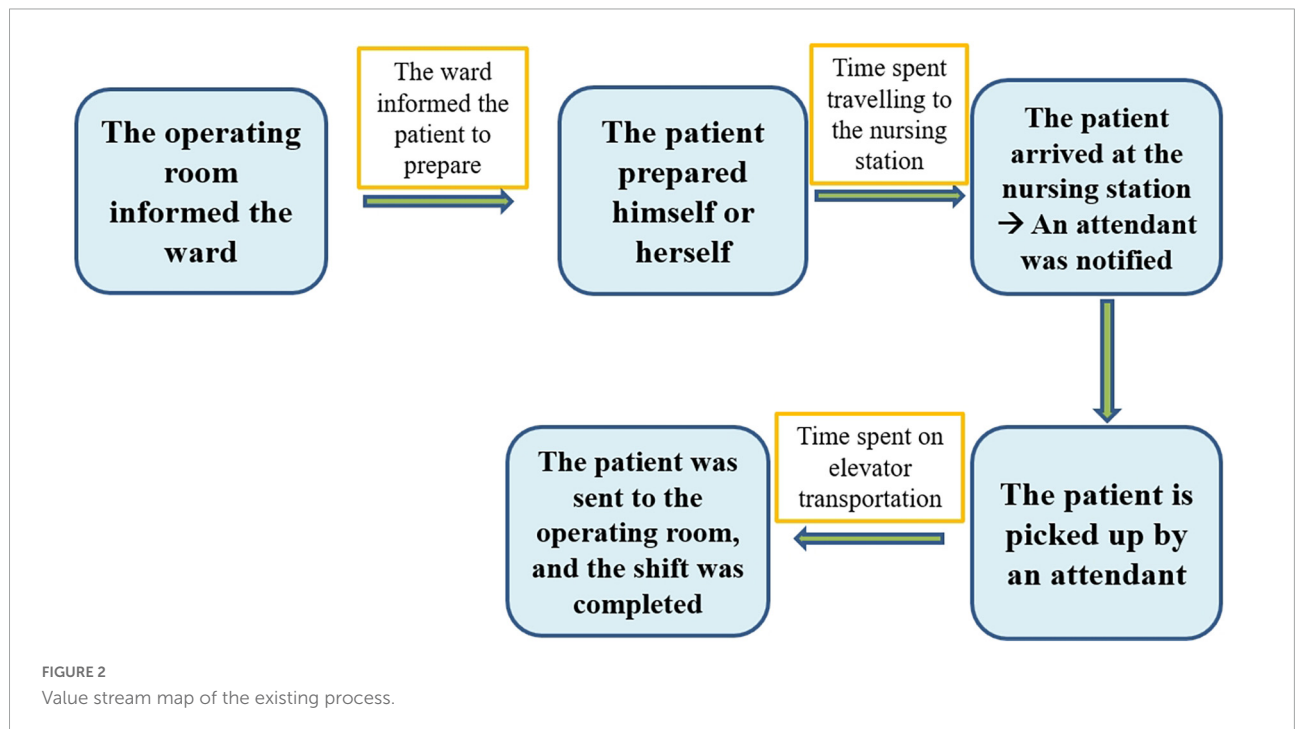 The operating
room
informed the
ward
The ward
informed the
patient to
prepare
The patient
prepared
himself or
herself
Time spent
travelling to
the nursing
station
The patient
arrived at the
nursing station
→ An attendant
was notified
The patient is
picked up by
an attendant
Time spent on
elevator
transportation
The patient was
sent to the
operating room,
and the shift was
completed
FIGURE 2
Value stream map of the existing process.